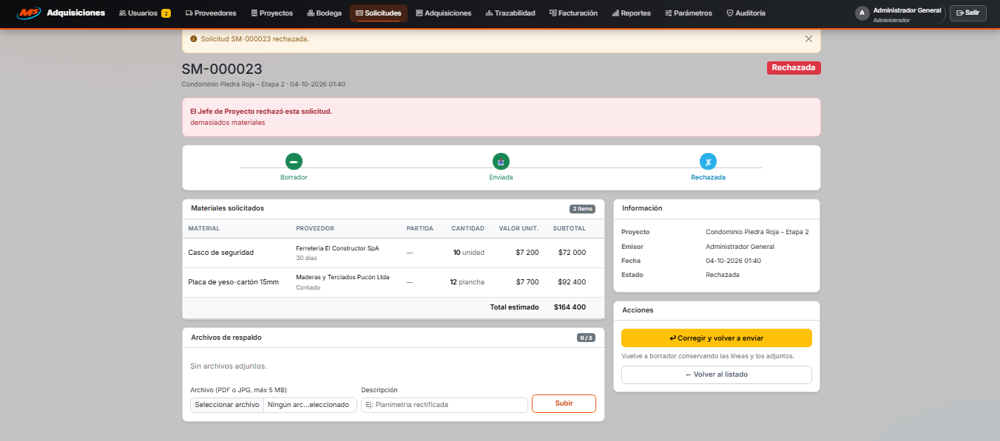 M5 Adquisiciones Usuarios 2 Proveedores Proyectos Bodega Solicitudes Adquisiciones Trazabilidad Facturación Reportes Parámetros Auditoría A Administrador General Salir
Administrador
Solicitud SM-000023 rechazada.
SM-000023 Rechazada
Condominio Piedra Roja – Etapa 2 · 04-10-2026 01:40
El Jefe de Proyecto rechazó esta solicitud.
demasiados materiales
Borrador Enviada Rechazada
Materiales solicitados 2 ítems
MATERIAL PROVEEDOR PARTIDA CANTIDAD VALOR UNIT. SUBTOTAL
Casco de seguridad Ferretería El Constructor SpA — 10 unidad $7 200 $72 000
30 días
Placa de yeso-cartón 15mm Maderas y Terciados Pucón Ltda — 12 plancha $7 700 $92 400
Contado
Total estimado $164 400
Archivos de respaldo 0 / 3
Sin archivos adjuntos.
Archivo (PDF o JPG, máx 5 MB) Descripción
Seleccionar archivo Ningún arc...eleccionado Ej: Planimetría rectificada Subir
Información
Proyecto Condominio Piedra Roja – Etapa 2
Emisor Administrador General
Fecha 04-10-2026 01:40
Estado Rechazada
Acciones
↵ Corregir y volver a enviar
Vuelve a borrador conservando las líneas y los adjuntos.
← Volver al listado